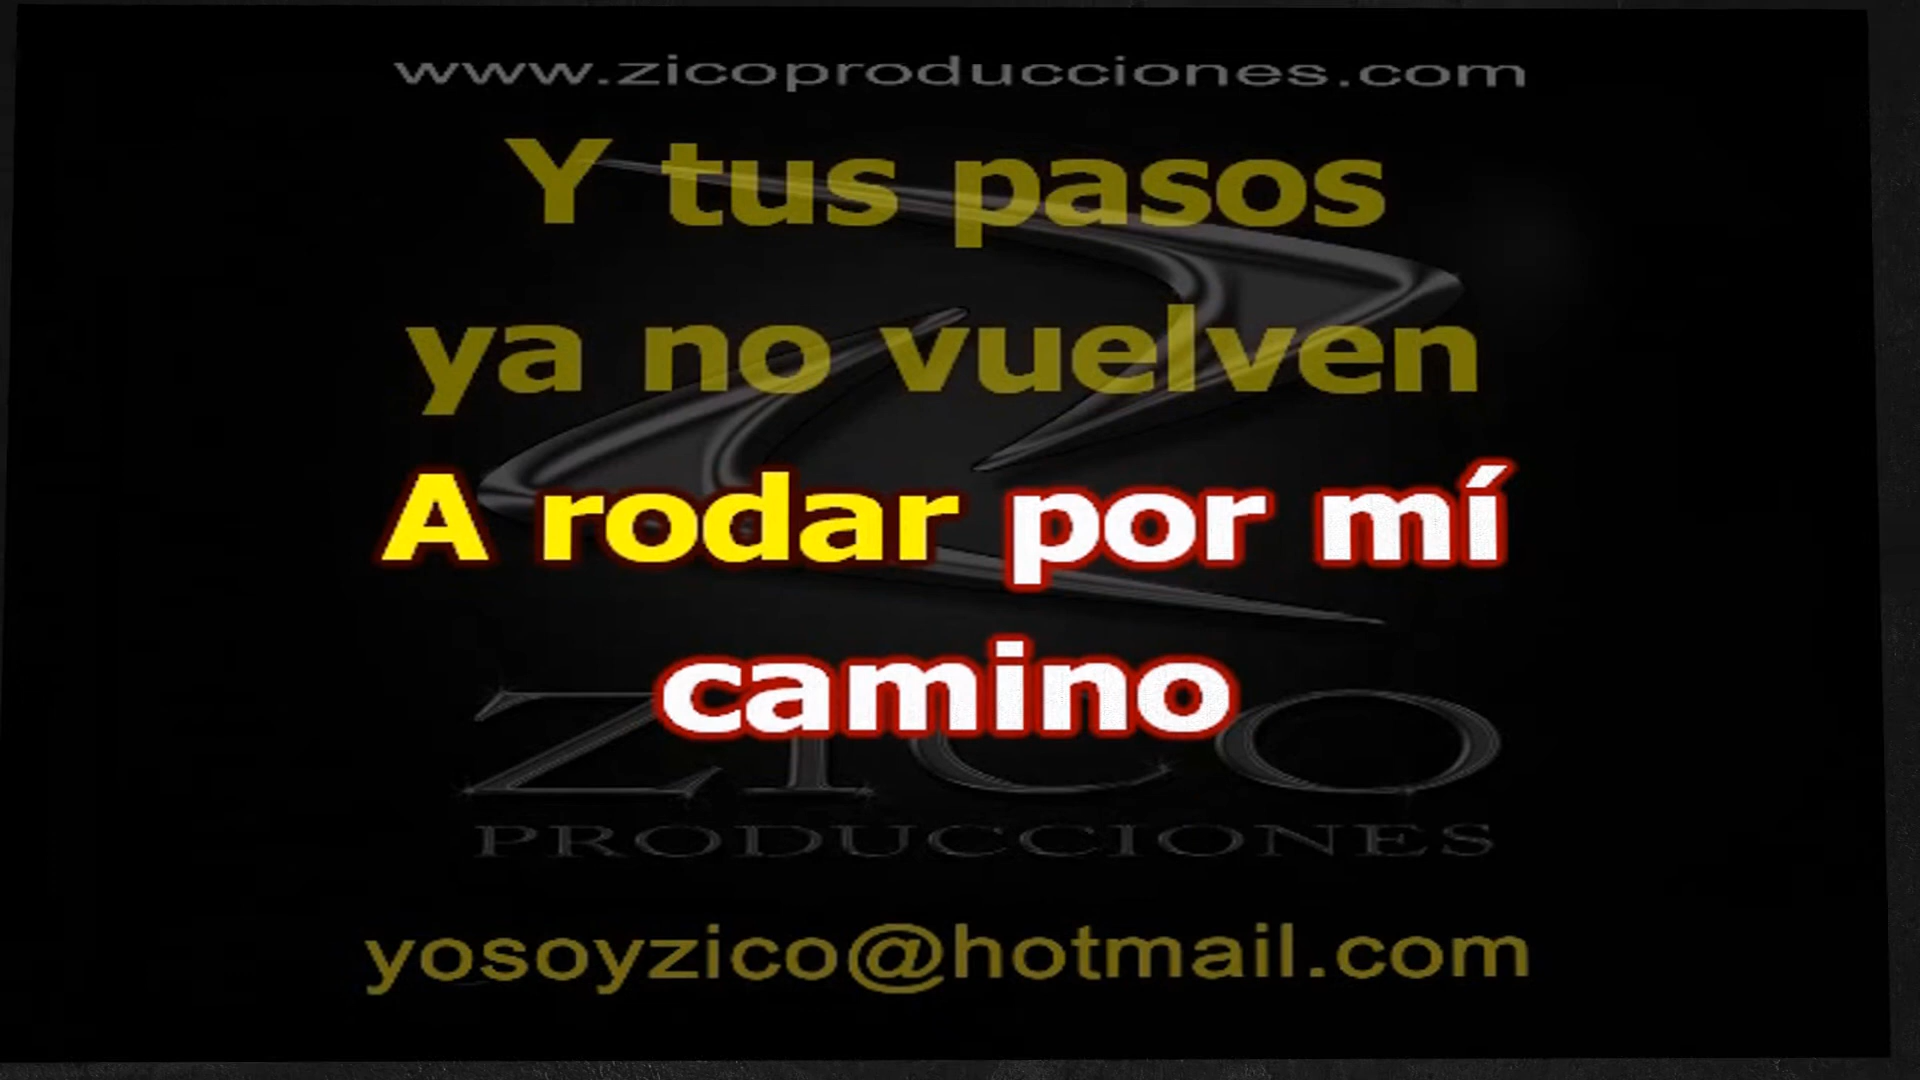 www.zicoproducciones.com
Y tus pasos
ya no vuelven
A rodar por mí
camino
ZICO
PRODUCCIONES
yosoyzico@hotmail.com